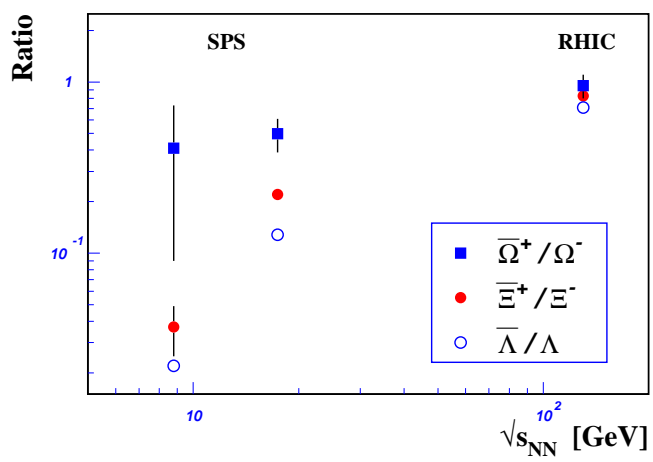 Ratio
SPS RHIC
1
10⁻¹
Ω̅⁺/Ω⁻
Ξ̅⁺/Ξ⁻
Λ̅/Λ
10 10²
√s_NN [GeV]